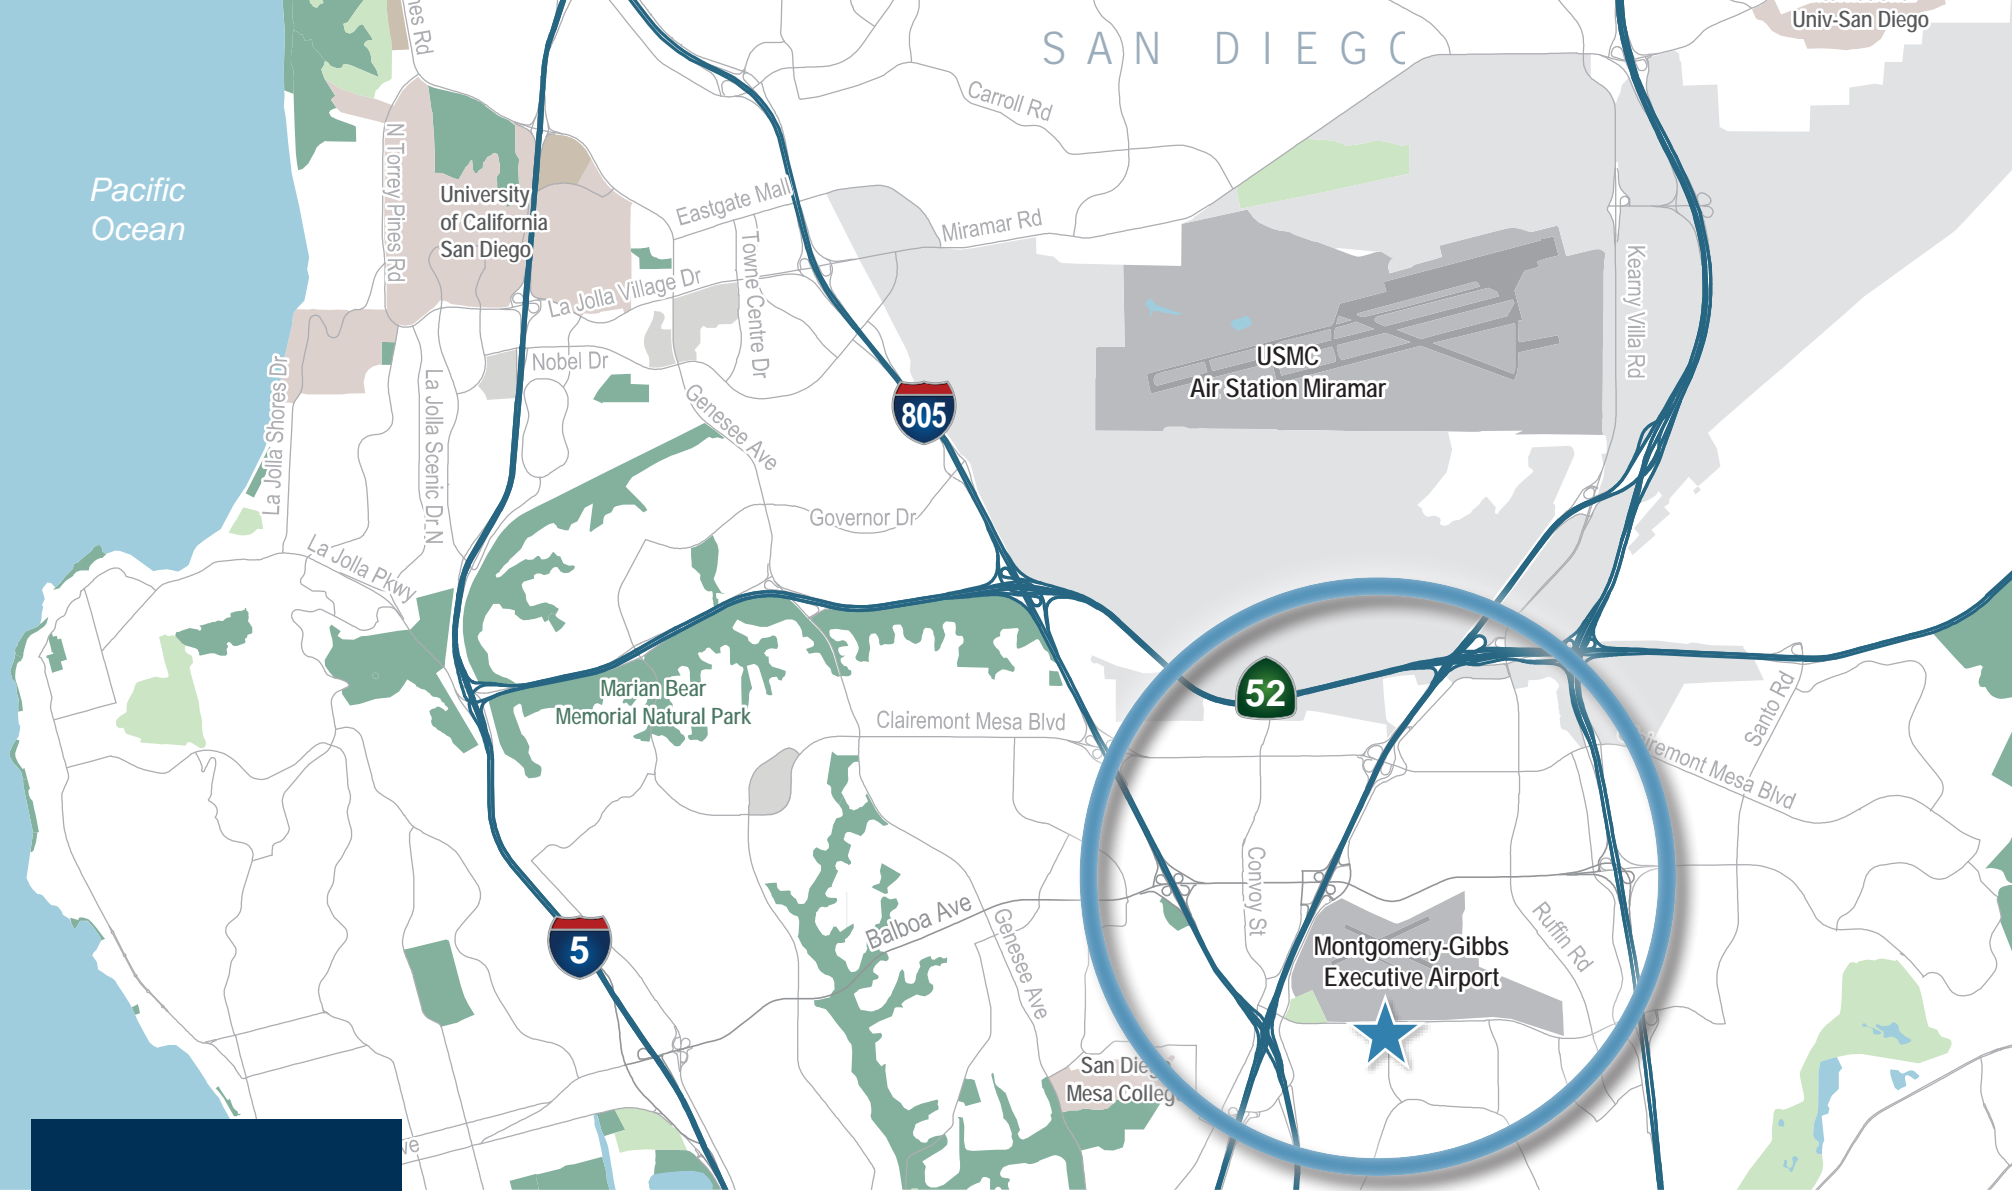 SAN DIEGO
Univ-San Diego
Carroll Rd
N Torrey Pines Rd
Pacific
Ocean
University
of California
San Diego
Eastgate Mall
Miramar Rd
Towne Centre Dr
La Jolla Village Dr
Kearny Villa Rd
USMC
Air Station Miramar
Nobel Dr
La Jolla Shores Dr
La Jolla Scenic Dr N
Genesee Ave
805
Governor Dr
La Jolla Pkwy
52
Marian Bear
Memorial Natural Park
Clairemont Mesa Blvd
Santo Rd
Clairemont Mesa Blvd
Convoy St
Balboa Ave
Genesee Ave
Ruffin Rd
5
Montgomery-Gibbs
Executive Airport
San Diego
Mesa College